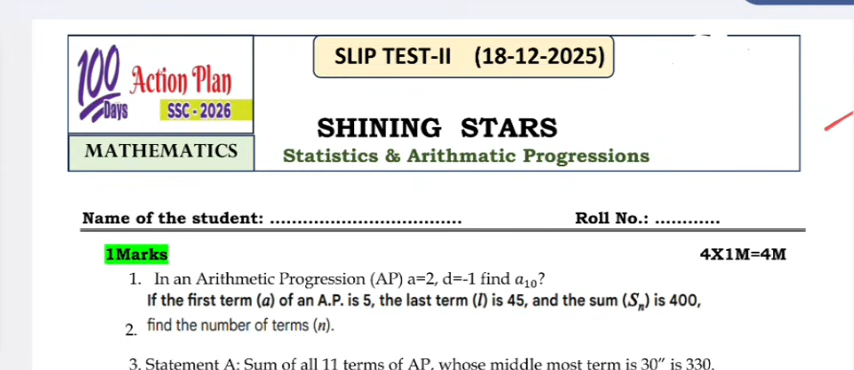 SLIP TEST-II (18-12-2025)
100 Days Action Plan
SSC - 2026
SHINING STARS
MATHEMATICS
Statistics & Arithmatic Progressions
Name of the student: ...................................
Roll No.: ............
1Marks
4X1M=4M
1. In an Arithmetic Progression (AP) a=2, d=-1 find a₁₀?
If the first term (a) of an A.P. is 5, the last term (l) is 45, and the sum (Sₙ) is 400,
2. find the number of terms (n).
3. Statement A: Sum of all 11 terms of AP, whose middle most term is 30″ is 330.